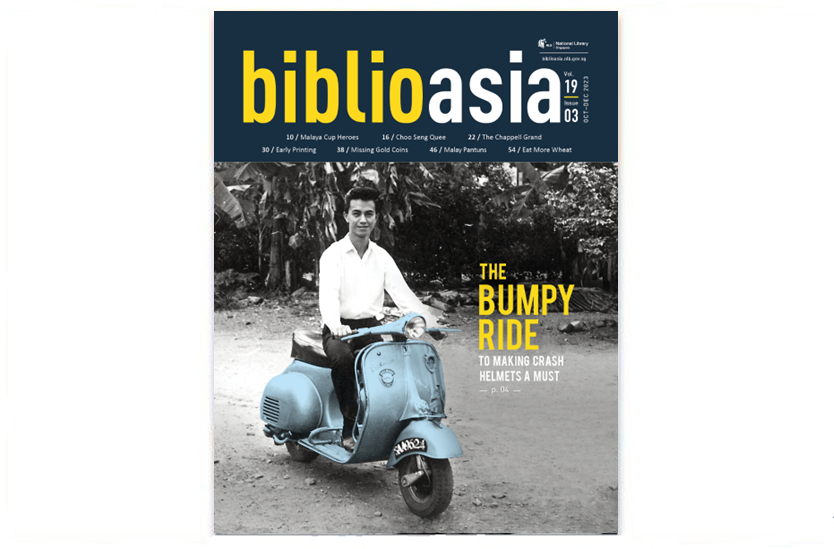 NLB National Library
Singapore
biblioasia.nlb.gov.sg
biblioasia
Vol.
19
Issue
03
OCT–DEC 2023
10 / Malaya Cup Heroes 16 / Choo Seng Quee 22 / The Chappell Grand
30 / Early Printing 38 / Missing Gold Coins 46 / Malay Pantuns 54 / Eat More Wheat
THE
BUMPY
RIDE
TO MAKING CRASH
HELMETS A MUST
— p. 04 —